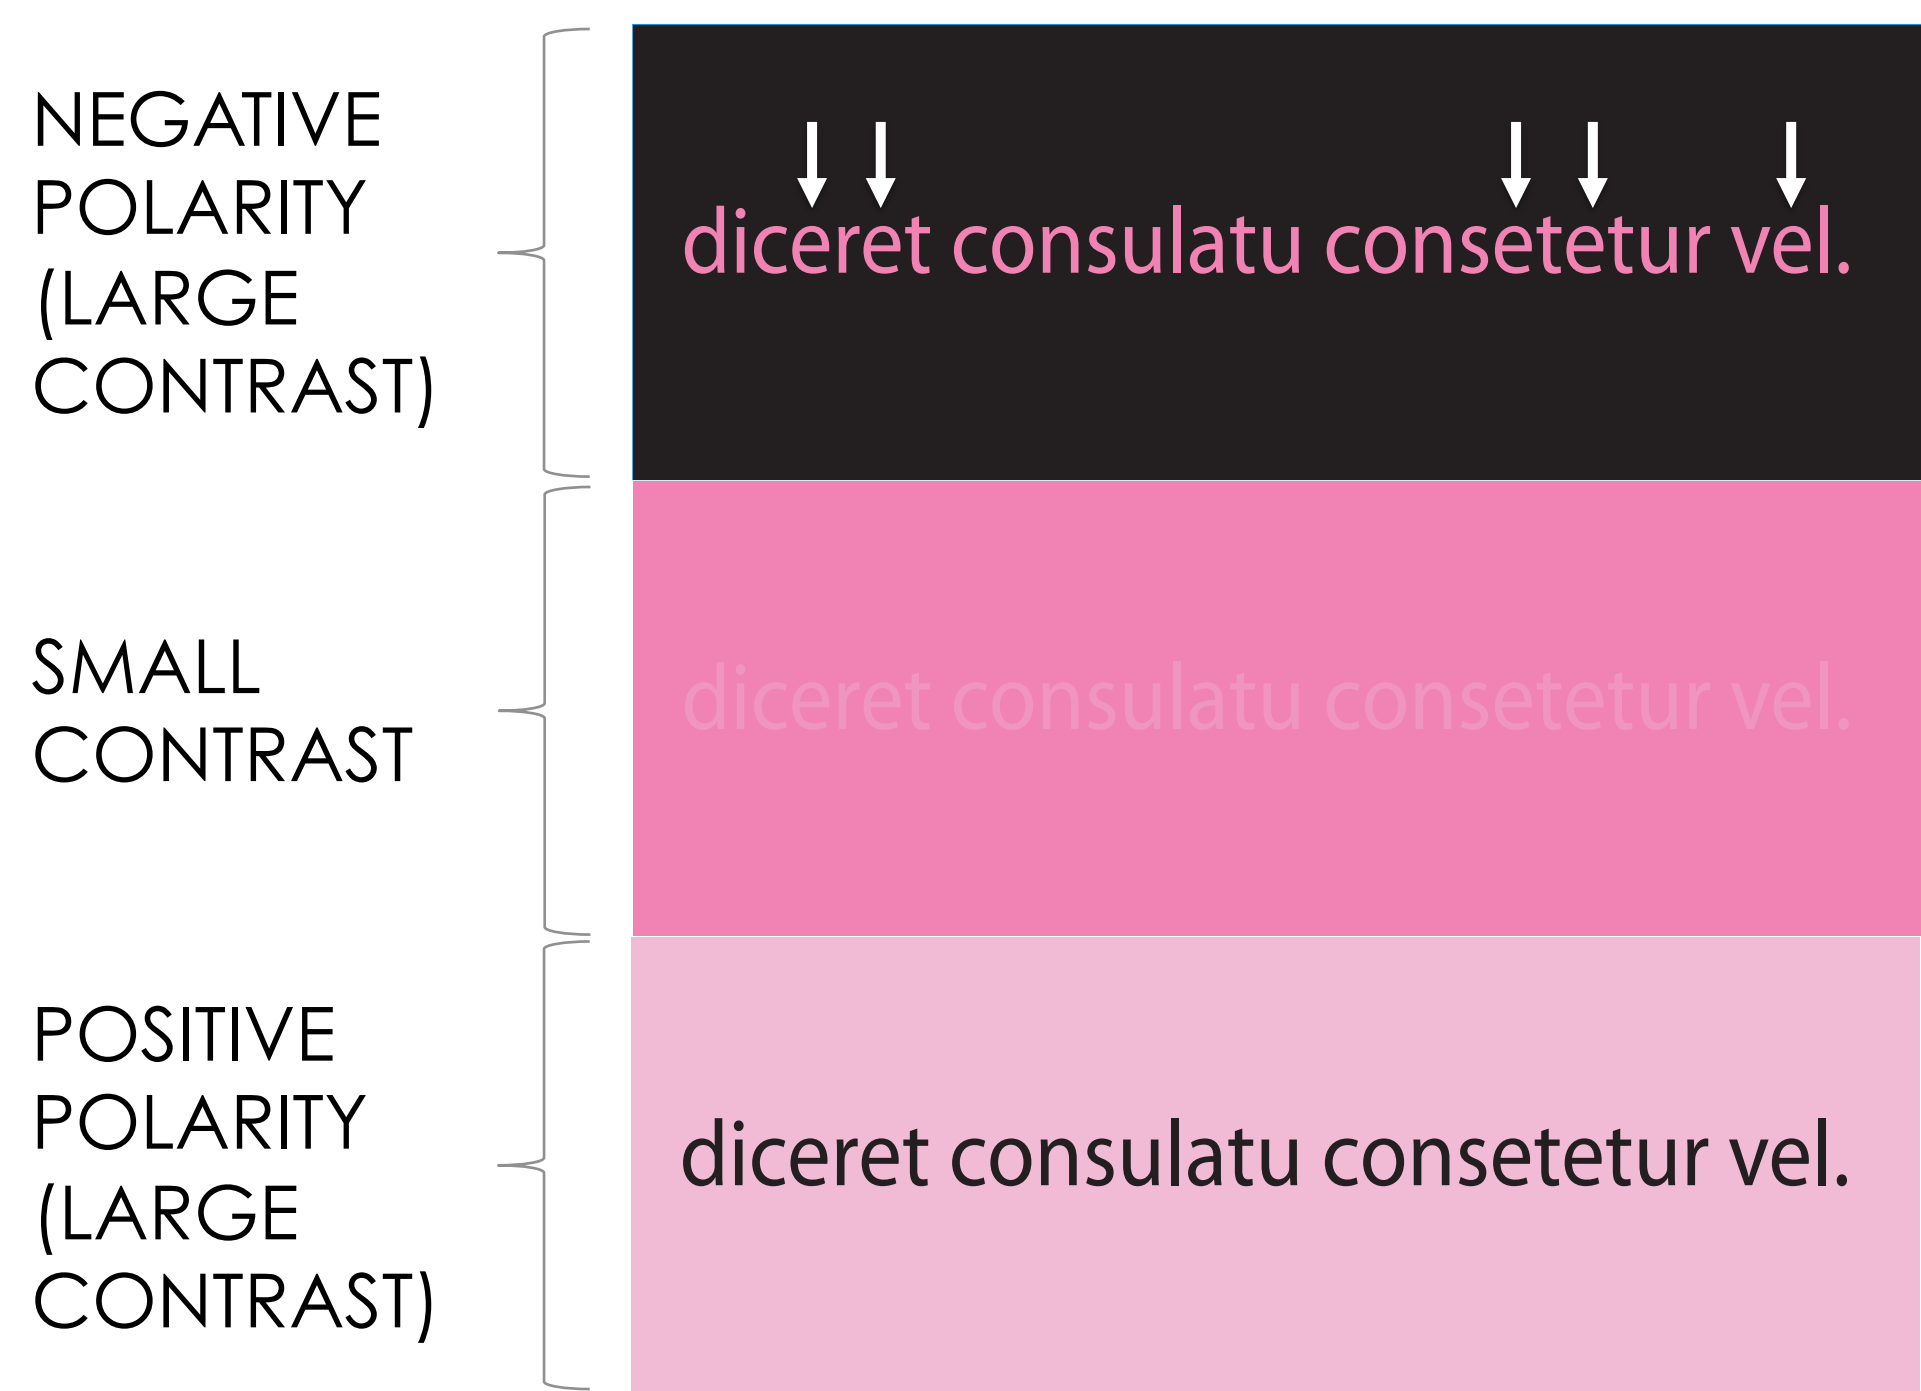 NEGATIVE
POLARITY
(LARGE
CONTRAST)
diceret consulatu consetetur vel.
SMALL
CONTRAST
diceret consulatu consetetur vel.
POSITIVE
POLARITY
(LARGE
CONTRAST)
diceret consulatu consetetur vel.